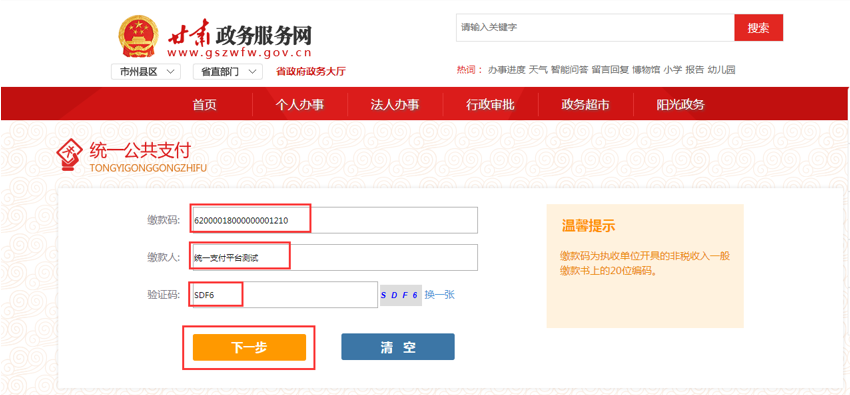 甘肃 政务服务网
www.gszwfw.gov.cn
请输入关键字
搜索
市州县区 省直部门 省政府政务大厅
热词： 办事进度 天气 智能问答 留言回复 博物馆 小学 报告 幼儿园
首页 个人办事 法人办事 行政审批 政务超市 阳光政务
统一公共支付
TONGYIGONGGONGZHIFU
缴款码: 62000018000000001210
缴款人: 统一支付平台测试
验证码: SDF6 SDF6 换一张
下一步 清 空
温馨提示
缴款码为执收单位开具的非税收入一般
缴款书上的20位编码。